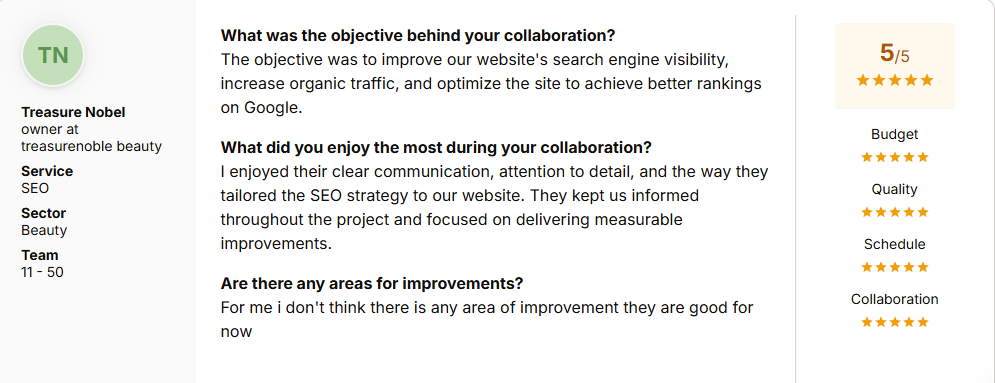 TN
Treasure Nobel
owner at
treasurenoble beauty
Service
SEO
Sector
Beauty
Team
11 - 50
What was the objective behind your collaboration?
The objective was to improve our website's search engine visibility,
increase organic traffic, and optimize the site to achieve better rankings
on Google.
What did you enjoy the most during your collaboration?
I enjoyed their clear communication, attention to detail, and the way they
tailored the SEO strategy to our website. They kept us informed
throughout the project and focused on delivering measurable
improvements.
Are there any areas for improvements?
For me i don't think there is any area of improvement they are good for
now
5/5
Budget
Quality
Schedule
Collaboration